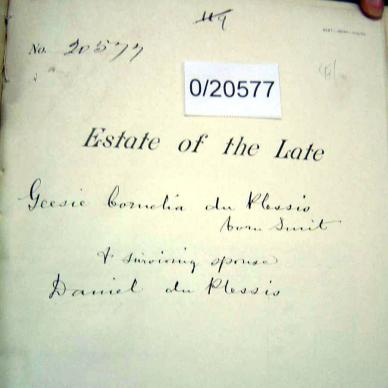 No. 20577
0/20577
Estate of the Late
Geesie Cornelia du Plessis
born Smit
& surviving spouse
Daniel du Plessis